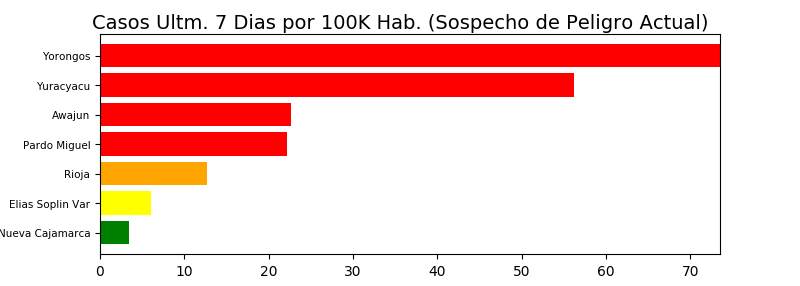 Casos Ultm. 7 Dias por 100K Hab. (Sospecho de Peligro Actual)
Yorongos
Yuracyacu
Awajun
Pardo Miguel
Rioja
Elias Soplin Var
Nueva Cajamarca
0 10 20 30 40 50 60 70